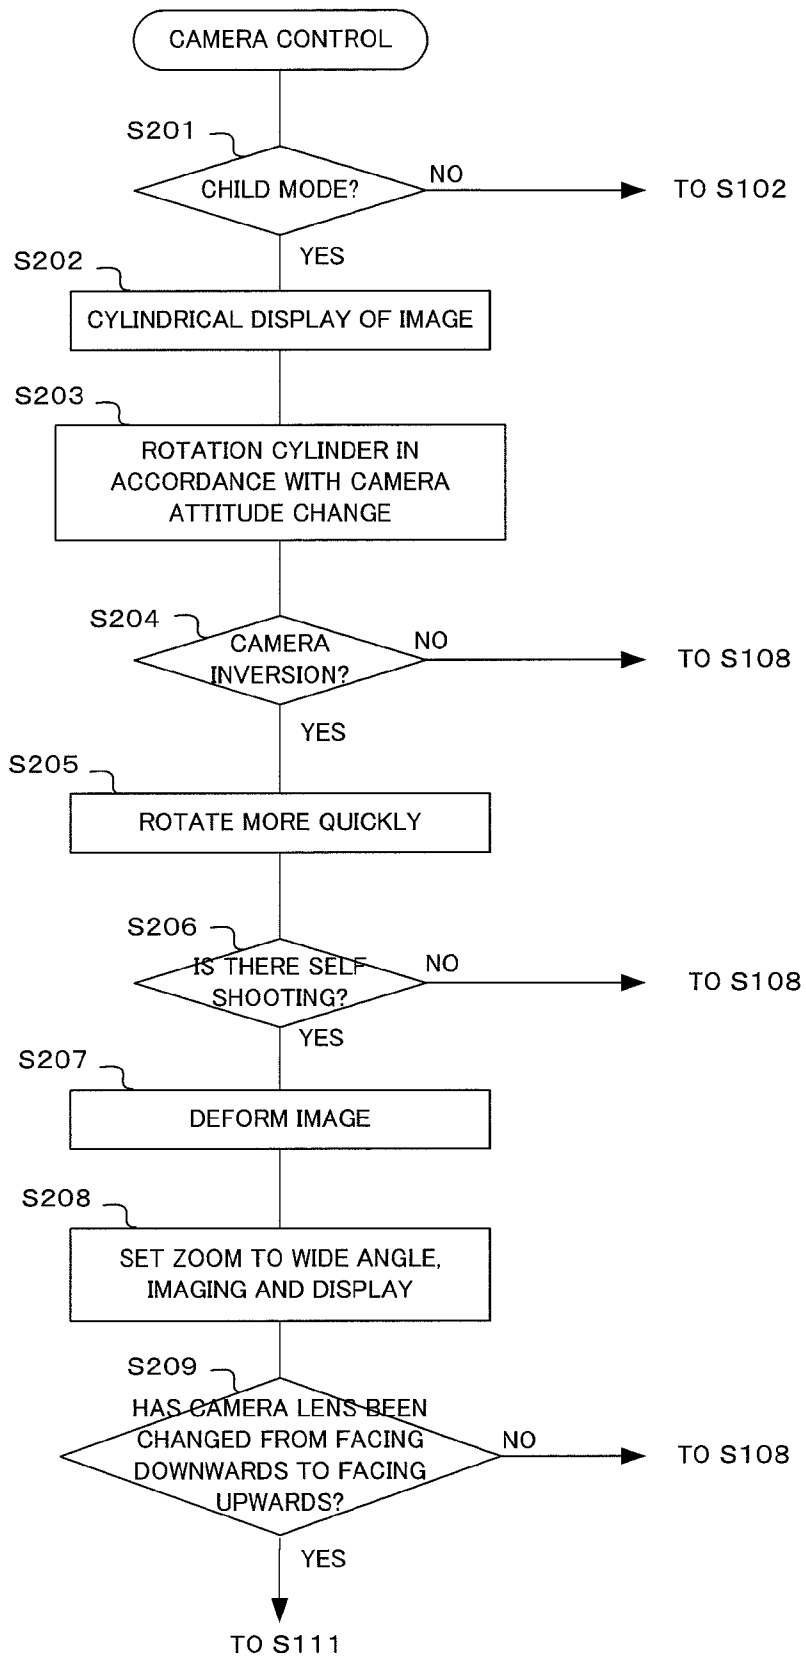 CAMERA CONTROL
S201
CHILD MODE?
NO
TO S102
YES
S202
CYLINDRICAL DISPLAY OF IMAGE
S203
ROTATION CYLINDER IN
ACCORDANCE WITH CAMERA
ATTITUDE CHANGE
S204
CAMERA
INVERSION?
NO
TO S108
YES
S205
ROTATE MORE QUICKLY
S206
IS THERE SELF
SHOOTING?
NO
TO S108
YES
S207
DEFORM IMAGE
S208
SET ZOOM TO WIDE ANGLE,
IMAGING AND DISPLAY
S209
HAS CAMERA LENS BEEN
CHANGED FROM FACING
DOWNWARDS TO FACING
UPWARDS?
NO
TO S108
YES
TO S111